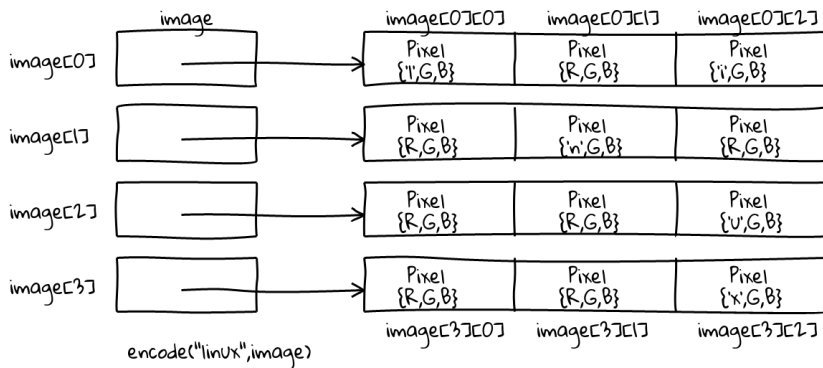 image image[0][0] image[0][1] image[0][2]
image[0] Pixel Pixel Pixel
{'l',G,B} {R,G,B} {'i',G,B}
image[1] Pixel Pixel Pixel
{R,G,B} {'n',G,B} {R,G,B}
image[2] Pixel Pixel Pixel
{R,G,B} {R,G,B} {'u',G,B}
image[3] Pixel Pixel Pixel
{R,G,B} {R,G,B} {'x',G,B}
image[3][0] image[3][1] image[3][2]
encode("linux",image)